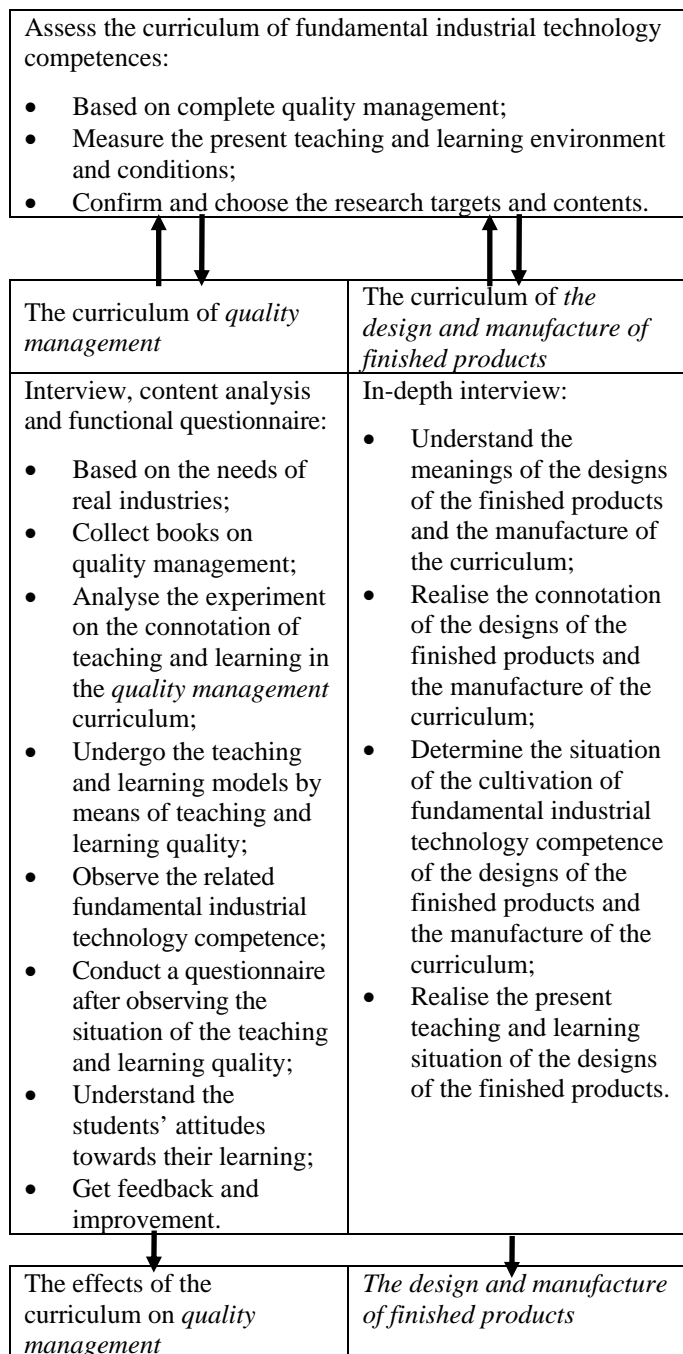 Assess the curriculum of fundamental industrial technology
competences:
• Based on complete quality management;
• Measure the present teaching and learning environment
and conditions;
• Confirm and choose the research targets and contents.
The curriculum of quality
management
The curriculum of the
design and manufacture of
finished products
Interview, content analysis
and functional questionnaire:
• Based on the needs of
real industries;
• Collect books on
quality management;
• Analyse the experiment
on the connotation of
teaching and learning in
the quality management
curriculum;
• Undergo the teaching
and learning models by
means of teaching and
learning quality;
• Observe the related
fundamental industrial
technology competence;
• Conduct a questionnaire
after observing the
situation of the teaching
and learning quality;
• Understand the
students’ attitudes
towards their learning;
• Get feedback and
improvement.
In-depth interview:
• Understand the
meanings of the designs
of the finished products
and the manufacture of
the curriculum;
• Realise the connotation
of the designs of the
finished products and
the manufacture of the
curriculum;
• Determine the situation
of the cultivation of
fundamental industrial
technology competence
of the designs of the
finished products and
the manufacture of the
curriculum;
• Realise the present
teaching and learning
situation of the designs
of the finished products.
The effects of the
curriculum on quality
management
The design and manufacture
of finished products